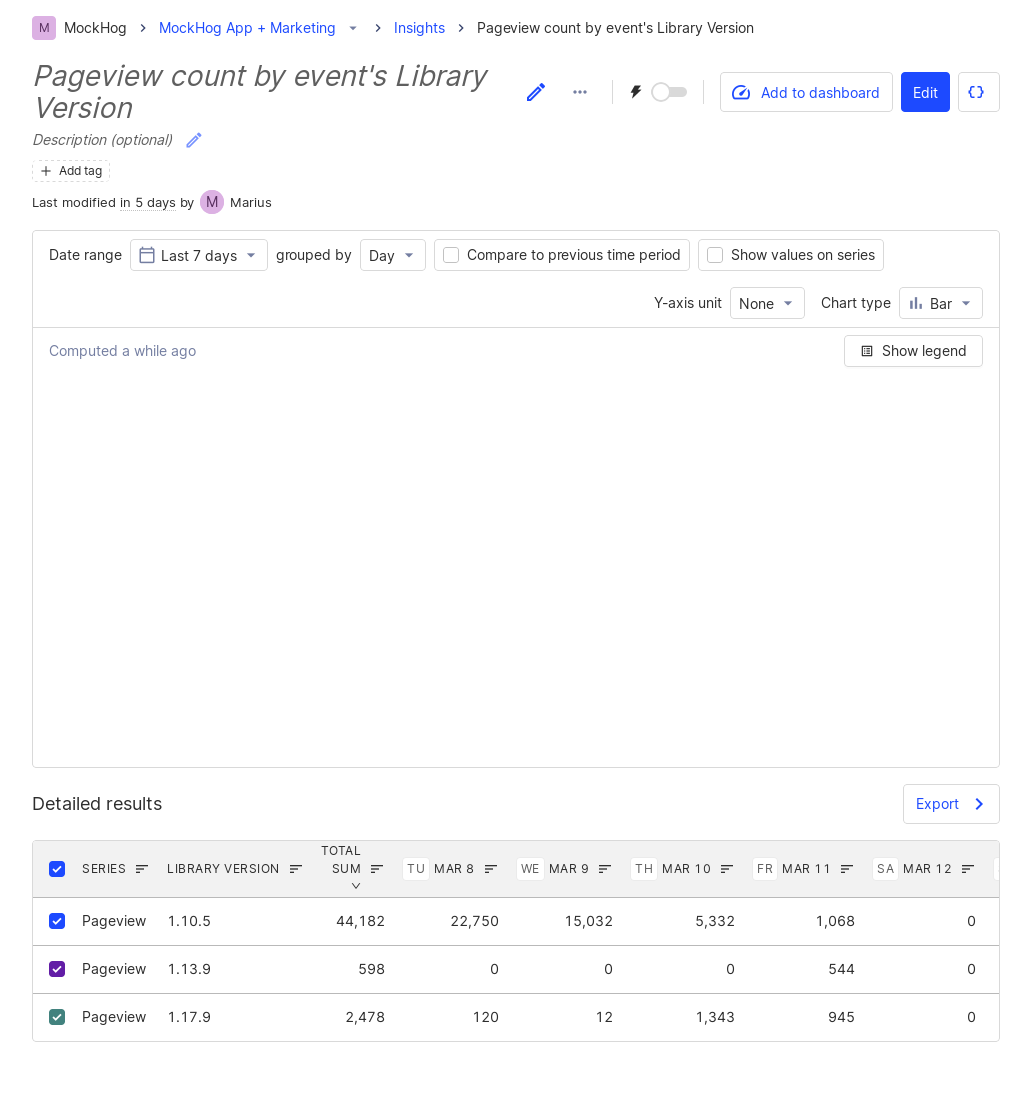 M MockHog MockHog App + Marketing Insights Pageview count by event's Library Version
Pageview count by event's Library
Version
Add to dashboard Edit
Description (optional)
Add tag
Last modified in 5 days by M Marius
Date range Last 7 days grouped by Day Compare to previous time period Show values on series
Y-axis unit None Chart type Bar
Computed a while ago Show legend
Detailed results Export
SERIES LIBRARY VERSION TOTAL SUM TU MAR 8 WE MAR 9 TH MAR 10 FR MAR 11 SA MAR 12
Pageview 1.10.5 44,182 22,750 15,032 5,332 1,068 0
Pageview 1.13.9 598 0 0 0 544 0
Pageview 1.17.9 2,478 120 12 1,343 945 0